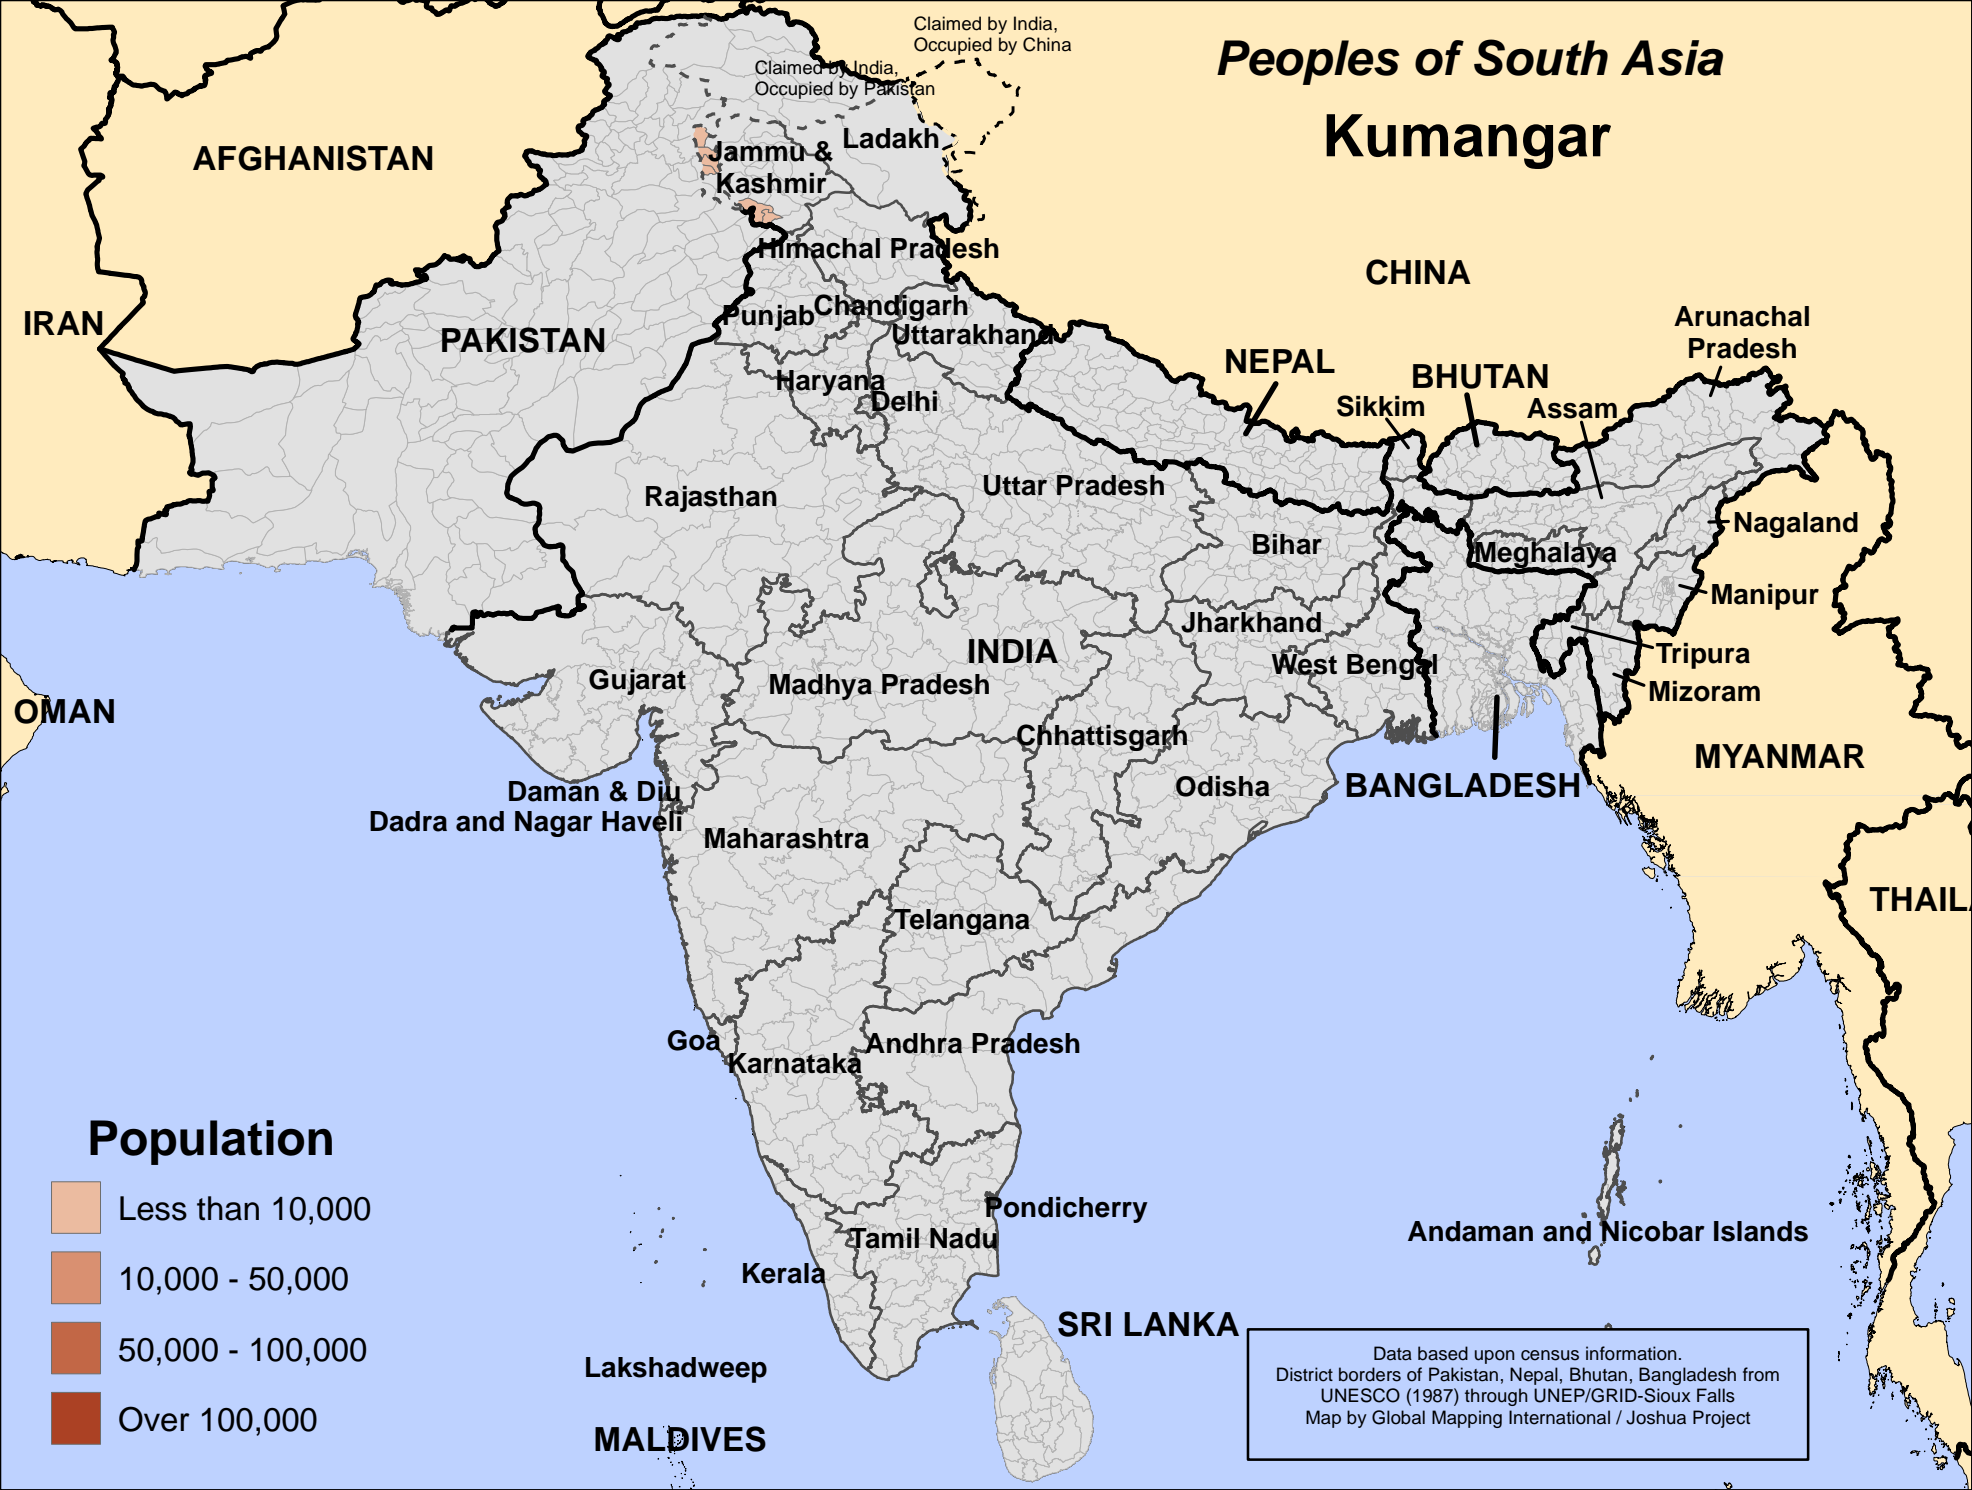 Claimed by India,
Occupied by China
Peoples of South Asia
Kumangar
Claimed by India,
Occupied by Pakistan
Ladakh
Jammu &
Kashmir
AFGHANISTAN
Himachal Pradesh
CHINA
IRAN
PAKISTAN
Punjab
Chandigarh
Uttarakhand
Arunachal
Pradesh
NEPAL
BHUTAN
Haryana
Delhi
Sikkim
Assam
Rajasthan
Uttar Pradesh
Nagaland
Bihar
Meghalaya
Manipur
Jharkhand
INDIA
Tripura
West Bengal
Gujarat
Madhya Pradesh
Mizoram
OMAN
Chhattisgarh
MYANMAR
Odisha
BANGLADESH
Daman & Diu
Dadra and Nagar Haveli
Maharashtra
THAILA
Telangana
Goa
Andhra Pradesh
Karnataka
Pondicherry
Tamil Nadu
Andaman and Nicobar Islands
Kerala
SRI LANKA
Lakshadweep
MALDIVES
Population
Less than 10,000
10,000 - 50,000
50,000 - 100,000
Over 100,000
Data based upon census information.
District borders of Pakistan, Nepal, Bhutan, Bangladesh from
UNESCO (1987) through UNEP/GRID-Sioux Falls
Map by Global Mapping International / Joshua Project